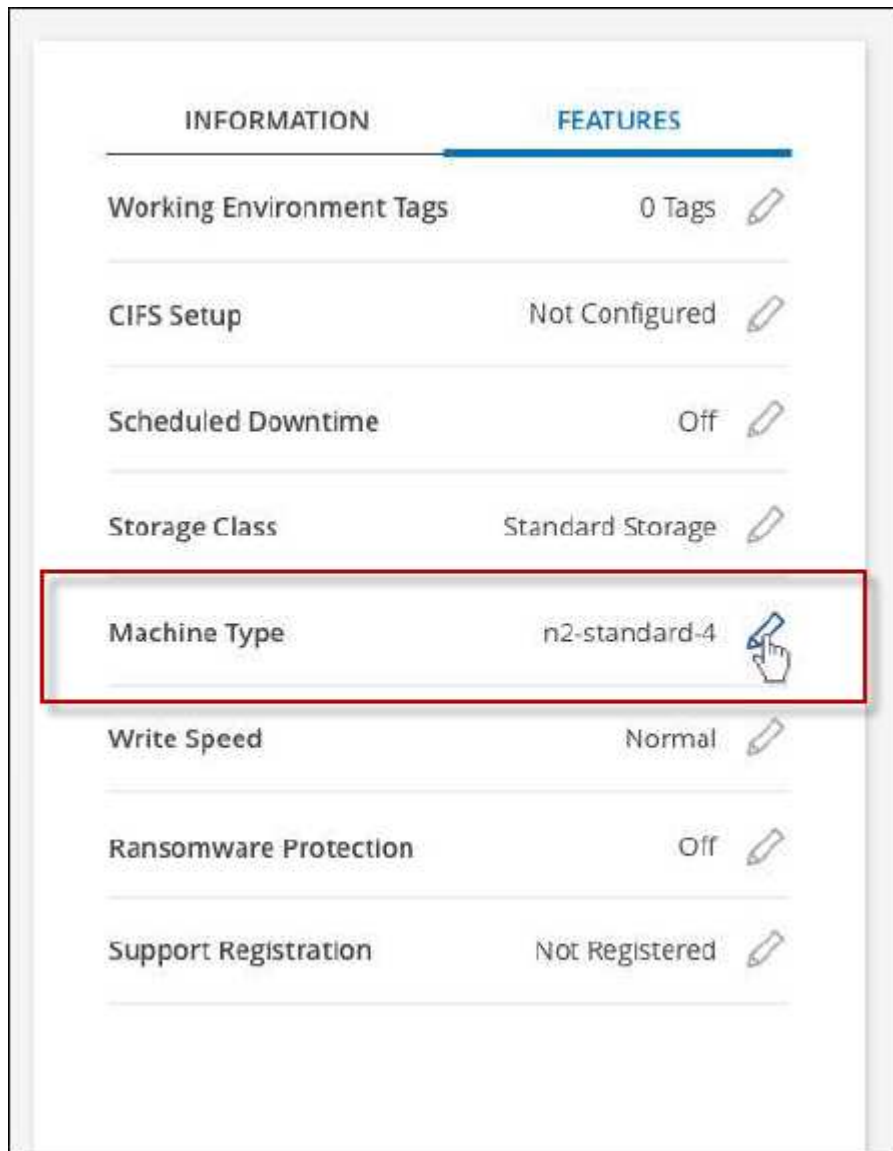 INFORMATION FEATURES
Working Environment Tags 0 Tags
CIFS Setup Not Configured
Scheduled Downtime Off
Storage Class Standard Storage
Machine Type n2-standard-4
Write Speed Normal
Ransomware Protection Off
Support Registration Not Registered